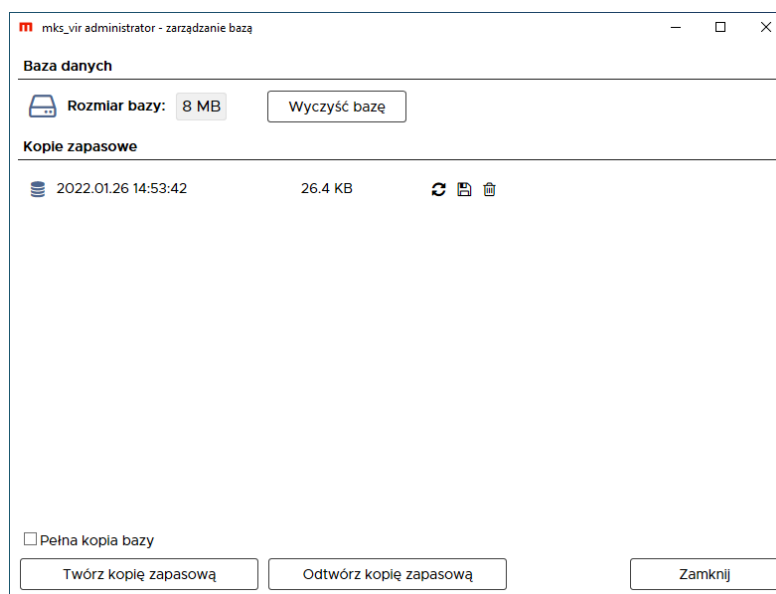 mks_vir administrator - zarządzanie bazą
Baza danych
Rozmiar bazy: 8 MB Wyczyść bazę
Kopie zapasowe
2022.01.26 14:53:42 26.4 KB
Pełna kopia bazy
Twórz kopię zapasową Odtwórz kopię zapasową Zamknij